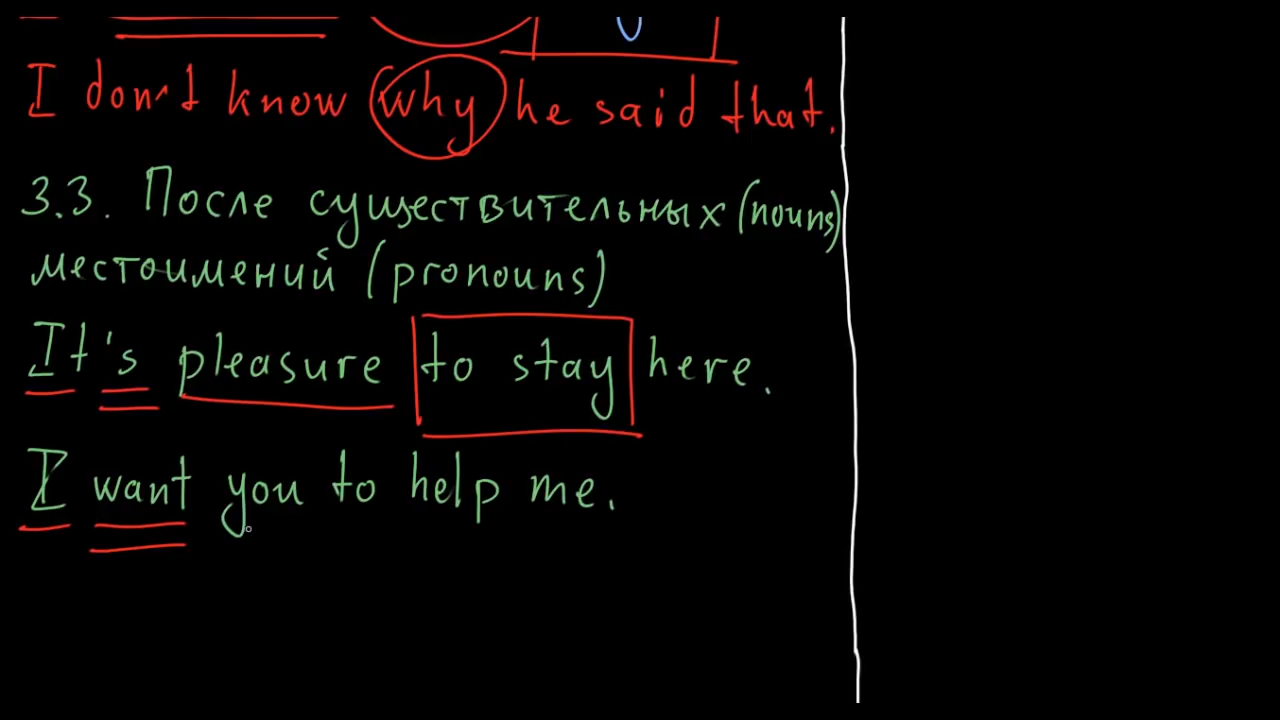 I don't know why he said that.
3.3. После существительных (nouns)
местоимений (pronouns)
It's pleasure to stay here.
I want you to help me.